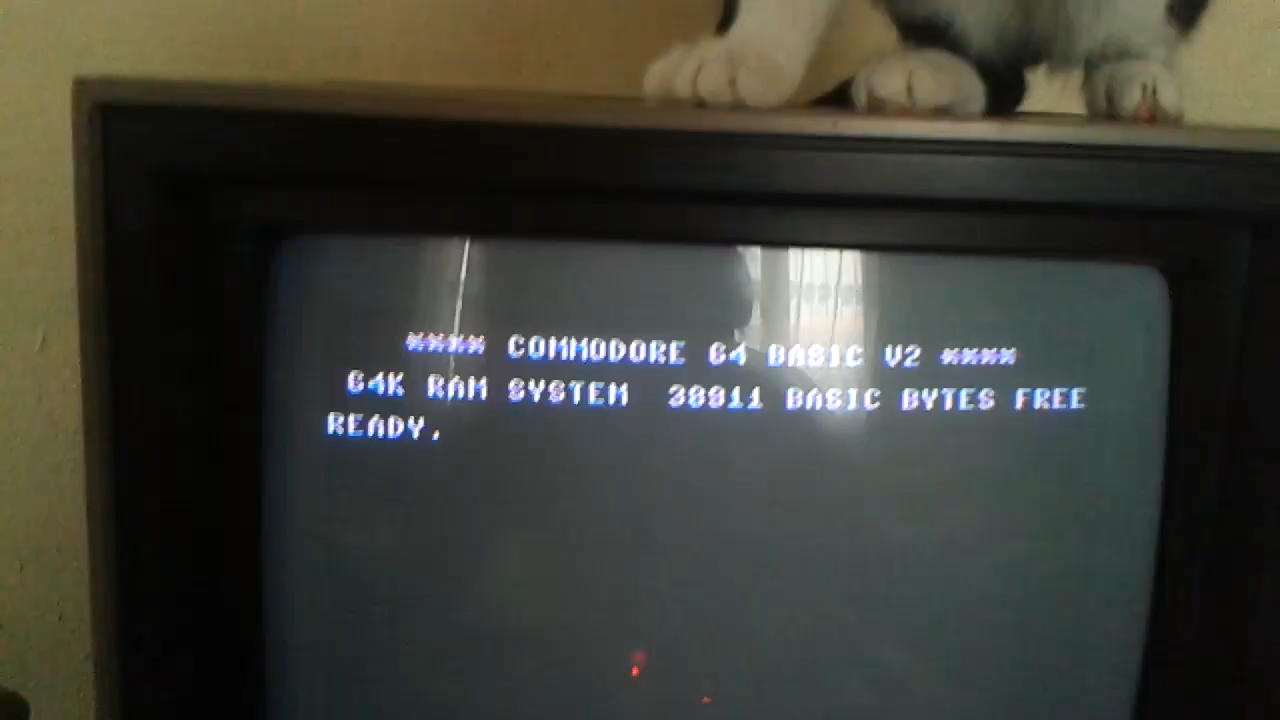 **** COMMODORE 64 BASIC V2 ****
64K RAM SYSTEM 38911 BASIC BYTES FREE
READY.